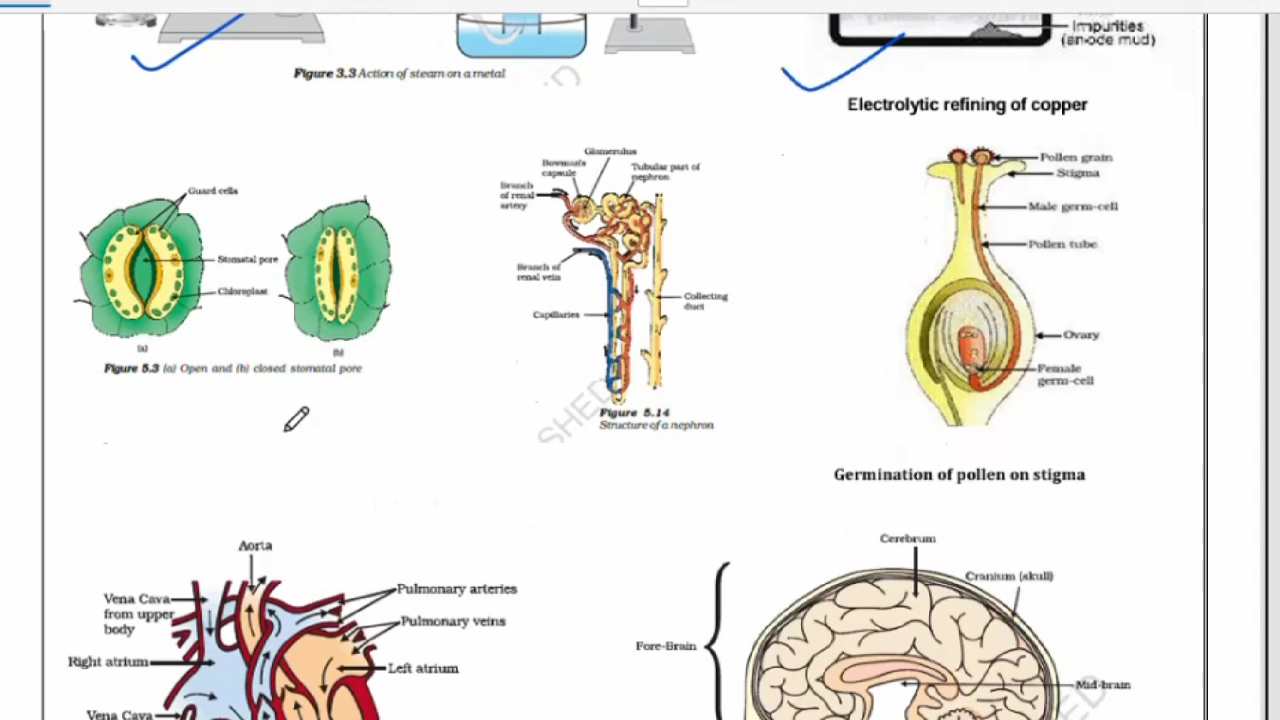 Impurities
(anode mud)
Figure 3.3 Action of steam on a metal
Electrolytic refining of copper
Guard cells
Stomatal pore
Chloroplast
(a)
(b)
Figure 5.3 (a) Open and (b) closed stomatal pore
Glomerulus
Bowman's
capsule
Tubular part of
nephron
Branch
of renal
artery
Branch of
renal vein
Capillaries
Collecting
duct
Figure 5.14
Structure of a nephron
Pollen grain
Stigma
Male germ-cell
Pollen tube
Ovary
Female
germ-cell
Germination of pollen on stigma
SHED
Aorta
Vena Cava
from upper
body
Right atrium
Vena Cava
Pulmonary arteries
Pulmonary veins
Left atrium
Cerebrum
Cranium (skull)
Fore-Brain
Mid-brain
SHED